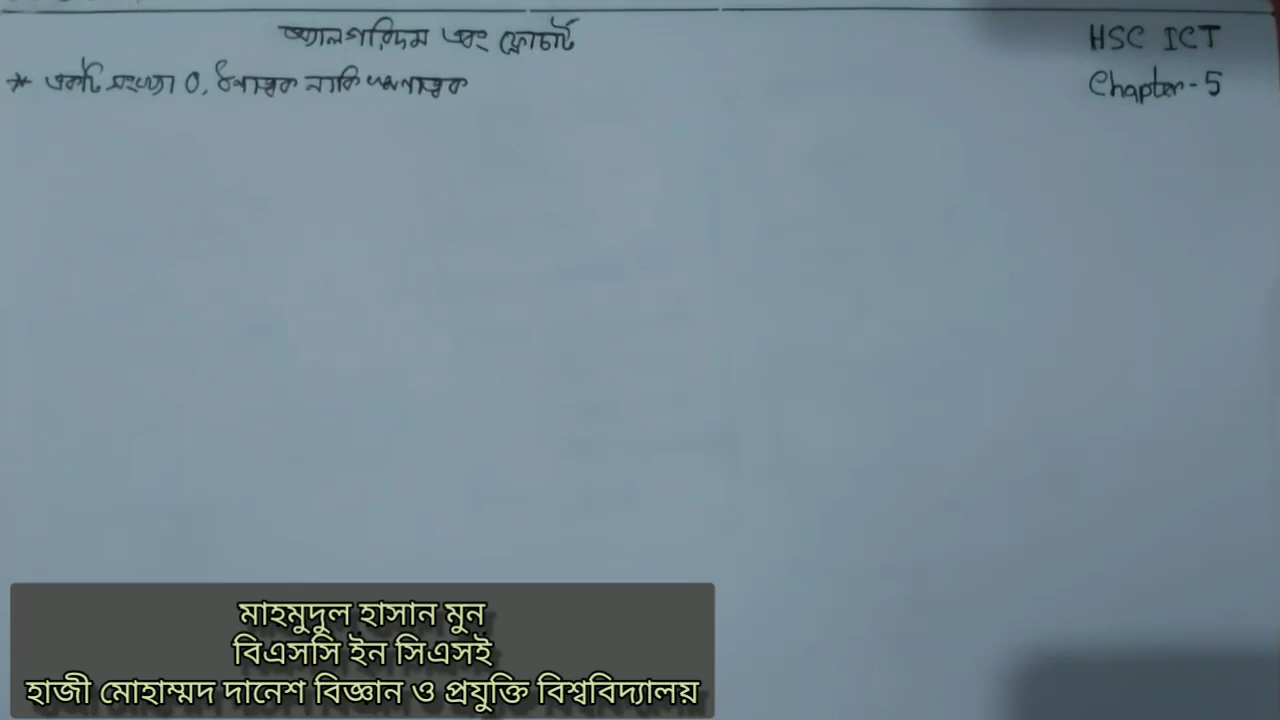 অ্যালগরিদম এবং ফ্লোচার্ট
HSC ICT
* একটি সংখ্যা 0, ধনাত্মক নাকি ঋণাত্মক
Chapter-5
মাহমুদুল হাসান মুন
বিএসসি ইন সিএসই
হাজী মোহাম্মদ দানেশ বিজ্ঞান ও প্রযুক্তি বিশ্ববিদ্যালয়